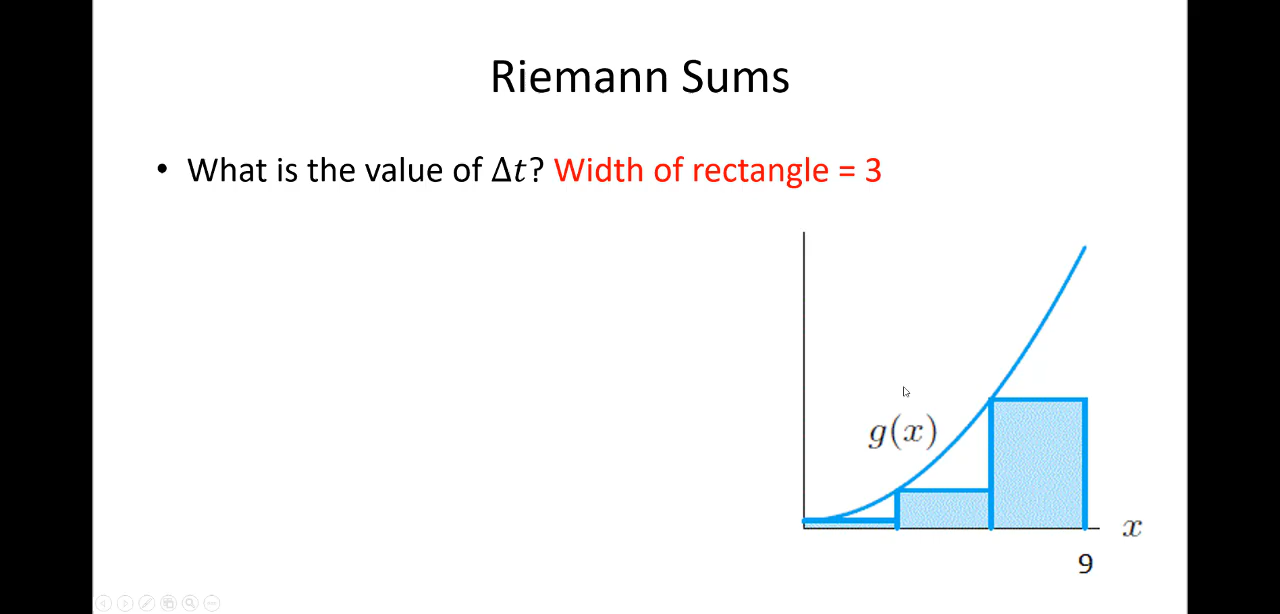 Riemann Sums
• What is the value of Δt? Width of rectangle = 3
g(x)
x
9